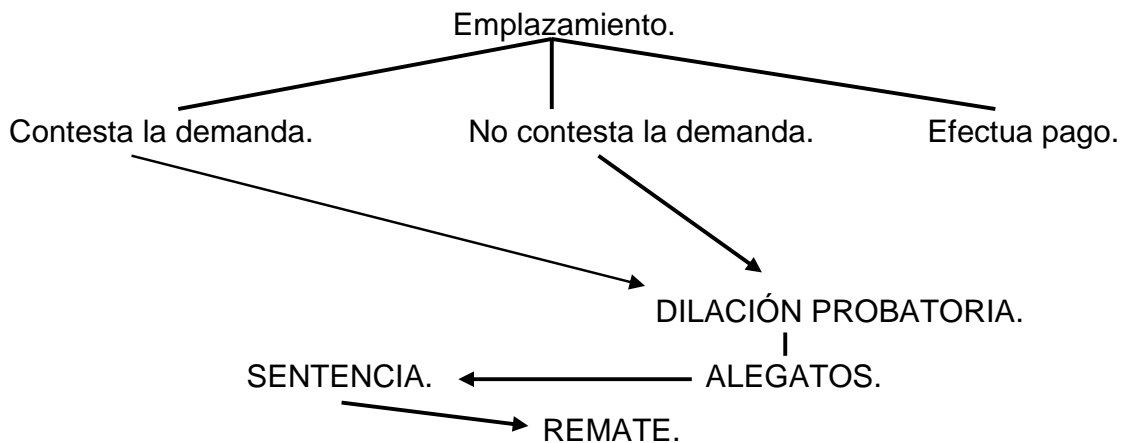 Emplazamiento.
Contesta la demanda. No contesta la demanda. Efectua pago.
DILACIÓN PROBATORIA.
SENTENCIA. ALEGATOS.
REMATE.